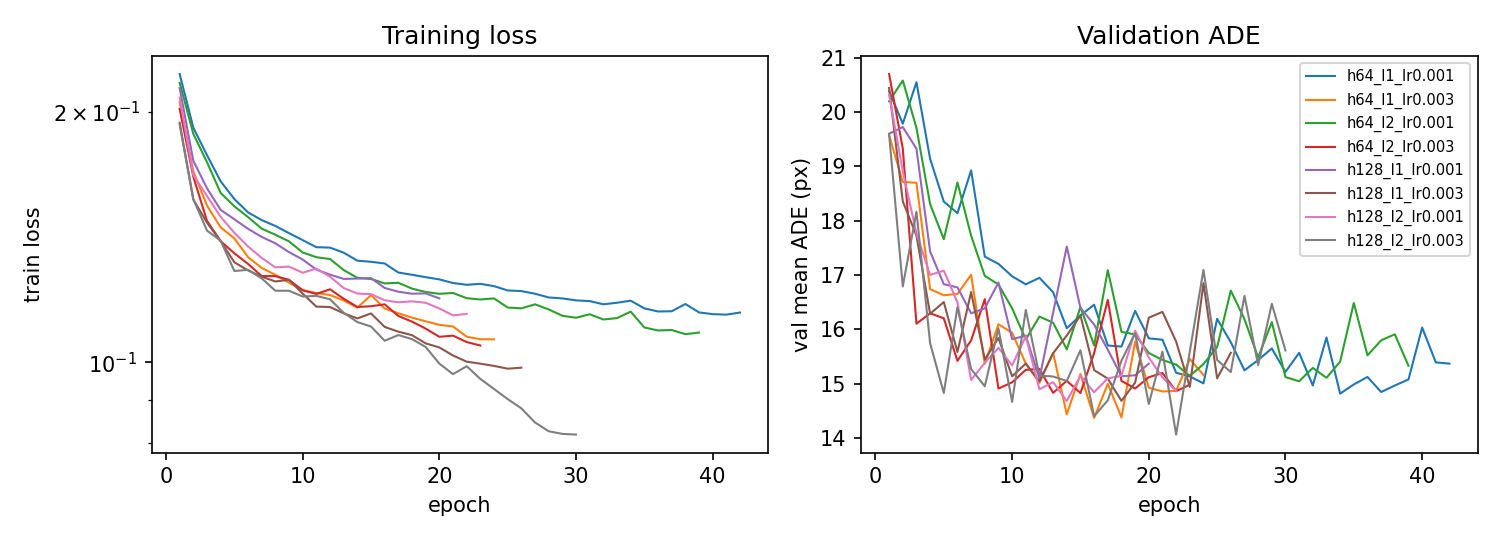 Training loss
2 × 10⁻¹
10⁻¹
train loss
0 10 20 30 40
epoch
Validation ADE
21
20
19
18
17
16
15
14
val mean ADE (px)
0 10 20 30 40
epoch
h64_l1_lr0.001
h64_l1_lr0.003
h64_l2_lr0.001
h64_l2_lr0.003
h128_l1_lr0.001
h128_l1_lr0.003
h128_l2_lr0.001
h128_l2_lr0.003